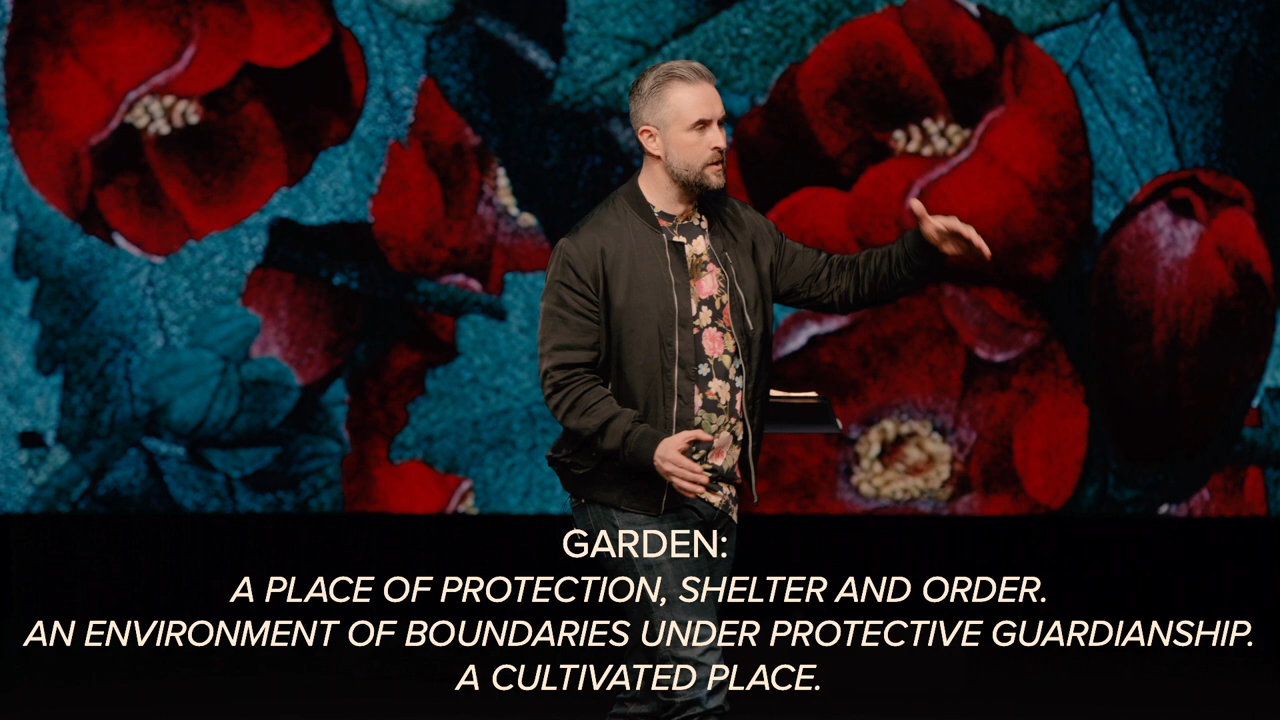 GARDEN:
A PLACE OF PROTECTION, SHELTER AND ORDER.
AN ENVIRONMENT OF BOUNDARIES UNDER PROTECTIVE GUARDIANSHIP.
A CULTIVATED PLACE.